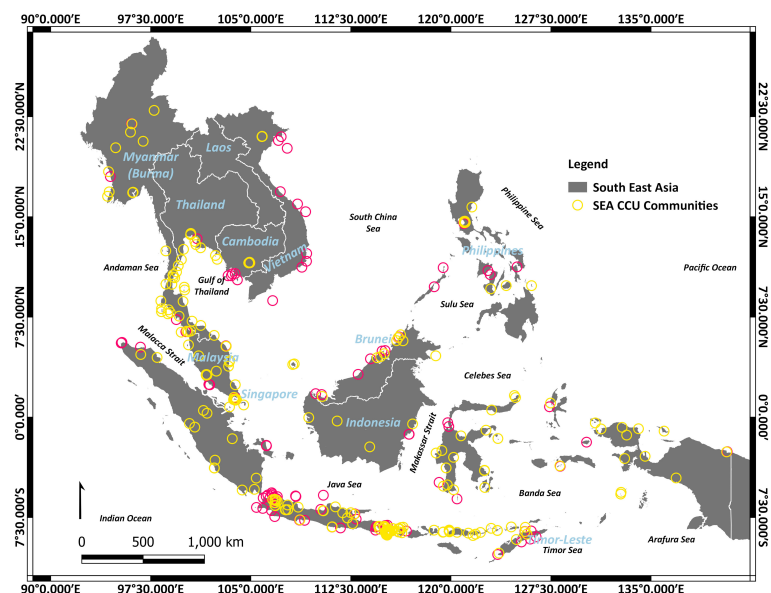 90°0.000'E 97°30.000'E 105°0.000'E 112°30.000'E 120°0.000'E 127°30.000'E 135°0.000'E
22°30.000'N
22°30.000'N
Laos
Myanmar
(Burma)
Legend
South East Asia
SEA CCU Communities
Thailand
Philippine Sea
15°0.000'N
15°0.000'N
South China
Sea
Cambodia
Vietnam
Philippines
Andaman Sea
Pacific Ocean
Gulf of
Thailand
Sulu Sea
7°30.000'N
7°30.000'N
Malacca Strait
Brunei
Malaysia
Celebes Sea
Singapore
0°0.000'
0°0.000'
Indonesia
Makassar Strait
Java Sea
Banda Sea
Indian Ocean
7°30.000'S
7°30.000'S
Timor-Leste
Arafura Sea
Timor Sea
0 500 1,000 km
90°0.000'E 97°30.000'E 105°0.000'E 112°30.000'E 120°0.000'E 127°30.000'E 135°0.000'E